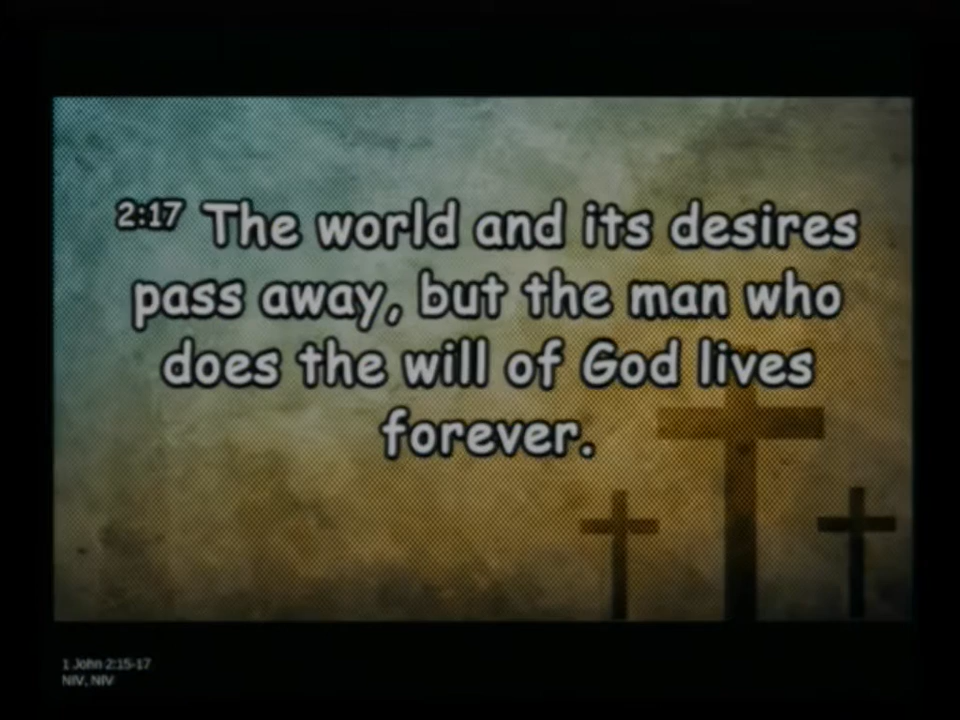 2:17 The world and its desires
pass away, but the man who
does the will of God lives
forever.
1 John 2:15-17
NIV, NIV